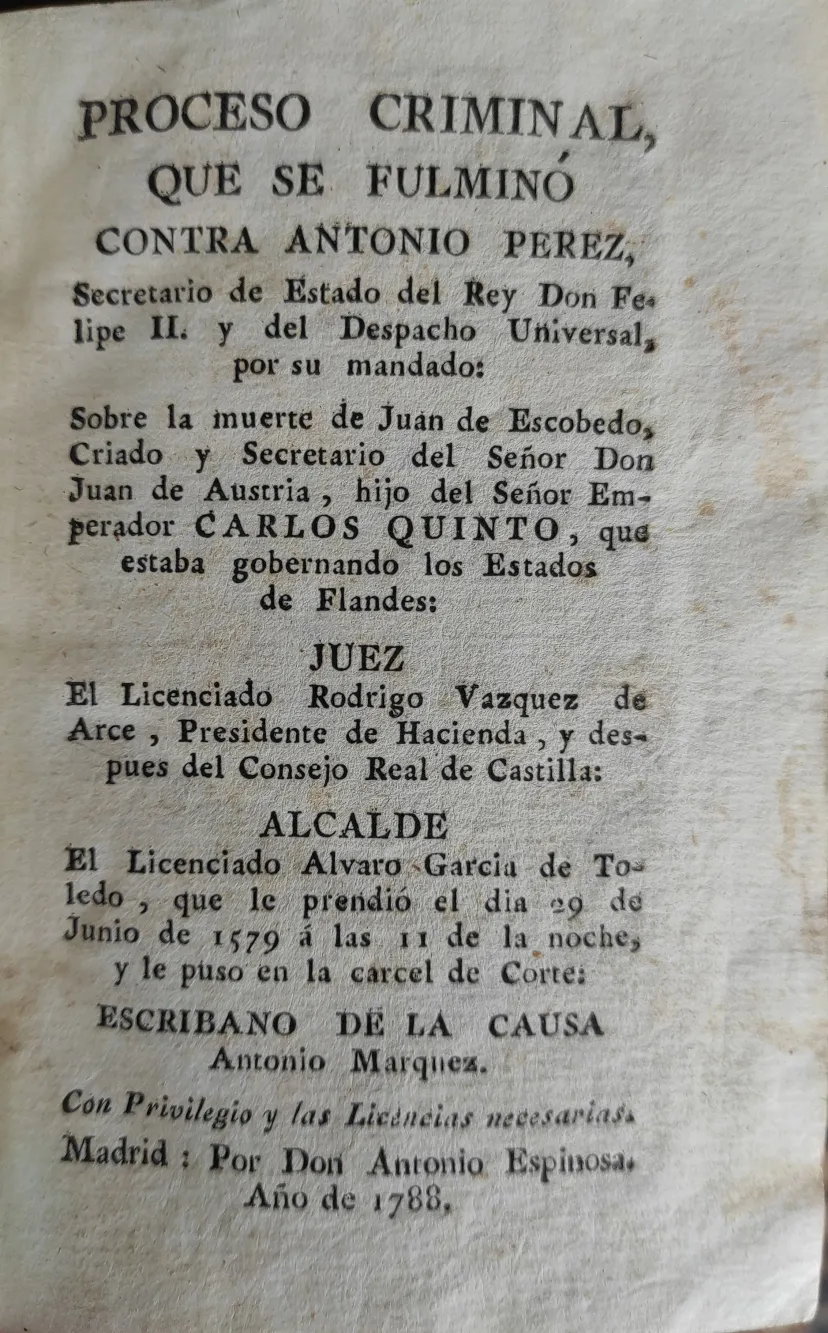 PROCESO CRIMINAL,
QUE SE FULMINÓ
CONTRA ANTONIO PEREZ,
Secretario de Estado del Rey Don Fe-
lipe II. y del Despacho Universal,
por su mandado:
Sobre la muerte de Juan de Escobedo,
Criado y Secretario del Señor Don
Juan de Austria, hijo del Señor Em-
perador CARLOS QUINTO, que
estaba gobernando los Estados
de Flandes:
JUEZ
El Licenciado Rodrigo Vazquez de
Arce, Presidente de Hacienda, y des-
pues del Consejo Real de Castilla:
ALCALDE
El Licenciado Alvaro Garcia de To-
ledo, que le prendió el dia 29 de
Junio de 1579 á las 11 de la noche,
y le puso en la carcel de Corte:
ESCRIBANO DE LA CAUSA
Antonio Marquez.
Con Privilegio y las Licencias necesarias.
Madrid: Por Don Antonio Espinosa.
Año de 1788.